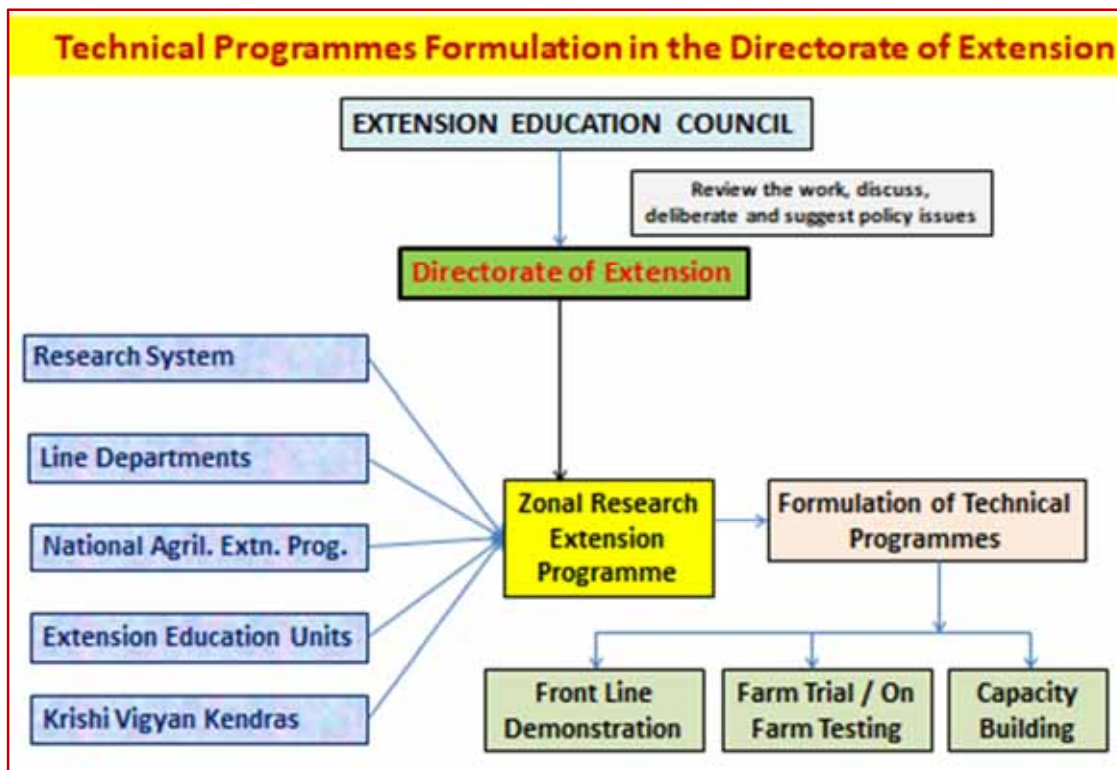 Technical Programmes Formulation in the Directorate of Extension
EXTENSION EDUCATION COUNCIL
Review the work, discuss,
deliberate and suggest policy issues
Directorate of Extension
Research System
Line Departments
National Agril. Extn. Prog.
Extension Education Units
Krishi Vigyan Kendras
Zonal Research
Extension
Programme
Formulation of Technical
Programmes
Front Line
Demonstration
Farm Trial / On
Farm Testing
Capacity
Building